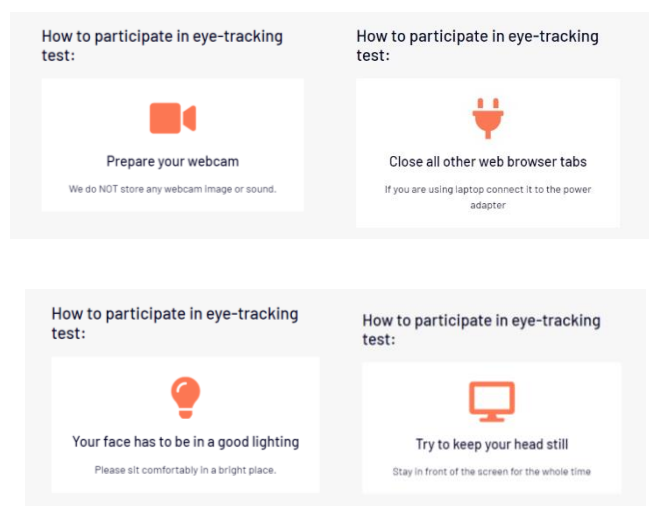 How to participate in eye-tracking
test:
Prepare your webcam
We do NOT store any webcam image or sound.
How to participate in eye-tracking
test:
Close all other web browser tabs
If you are using laptop connect it to the power
adapter
How to participate in eye-tracking
test:
Your face has to be in a good lighting
Please sit comfortably in a bright place.
How to participate in eye-tracking
test:
Try to keep your head still
Stay in front of the screen for the whole time